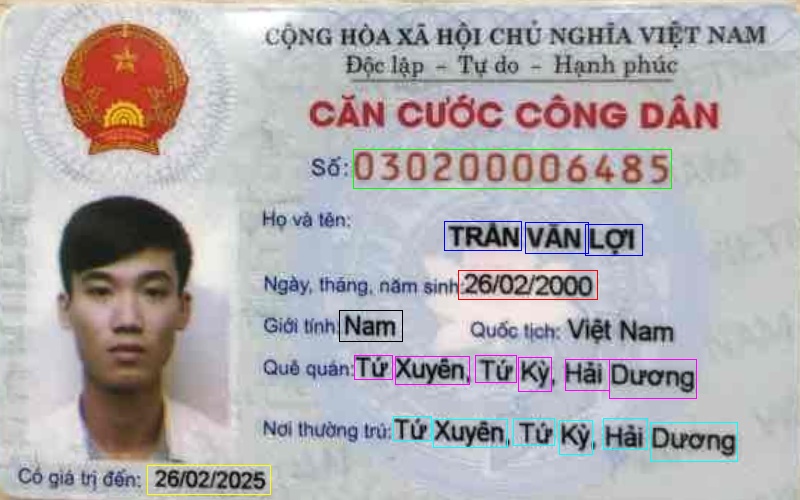 CỘNG HÒA XÃ HỘI CHỦ NGHĨA VIỆT NAM
Độc lập - Tự do - Hạnh phúc
CĂN CƯỚC CÔNG DÂN
Số: 030200006485
Họ và tên:
TRẦN VĂN LỢI
Ngày, tháng, năm sinh: 26/02/2000
Giới tính: Nam Quốc tịch: Việt Nam
Quê quán: Tứ Xuyên, Tứ Kỳ, Hải Dương
Nơi thường trú: Tứ Xuyên, Tứ Kỳ, Hải Dương
Có giá trị đến: 26/02/2025